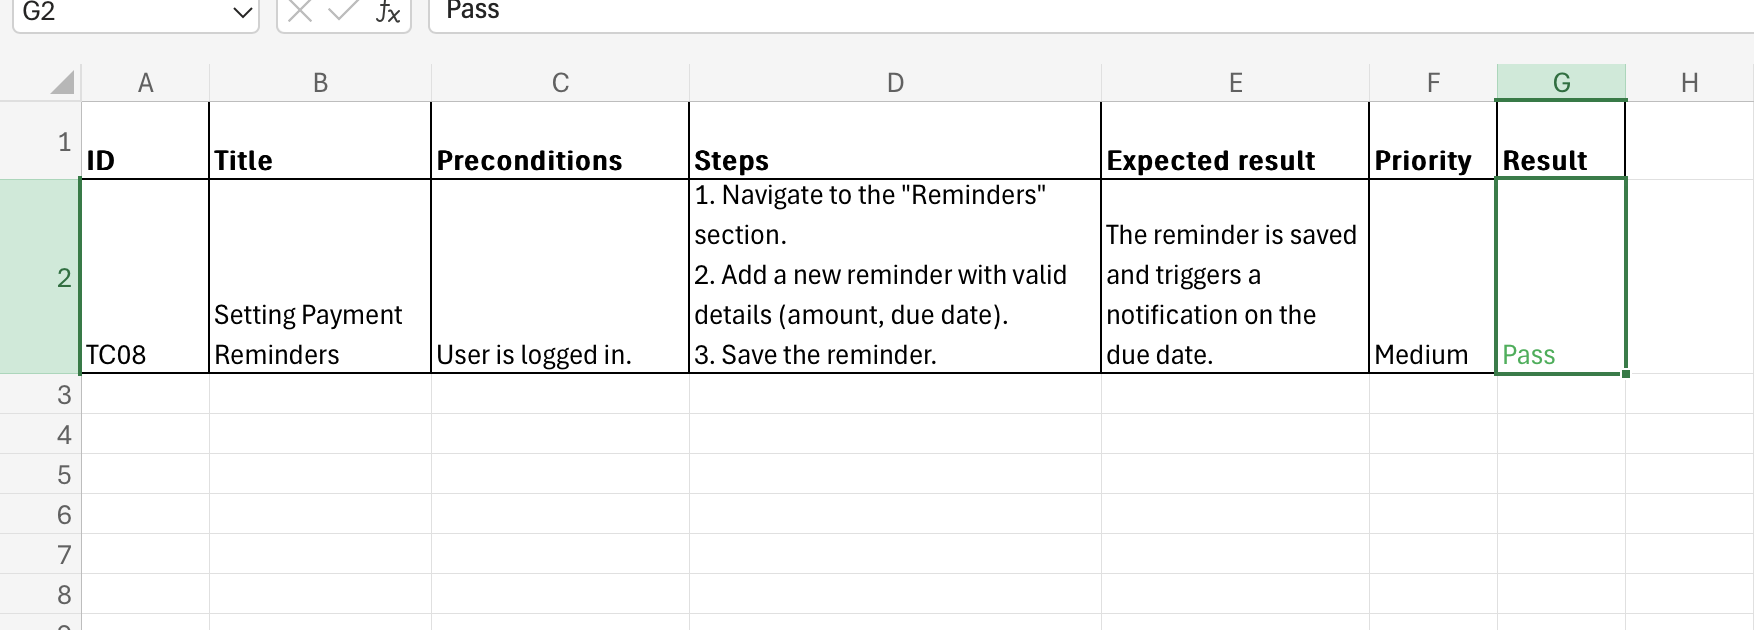 G2
fx
Pass
A B C D E F G H
1
ID
Title
Preconditions
Steps
Expected result
Priority
Result
2
TC08
Setting Payment
Reminders
User is logged in.
1. Navigate to the "Reminders"
section.
2. Add a new reminder with valid
details (amount, due date).
3. Save the reminder.
The reminder is saved
and triggers a
notification on the
due date.
Medium
Pass
3
4
5
6
7
8